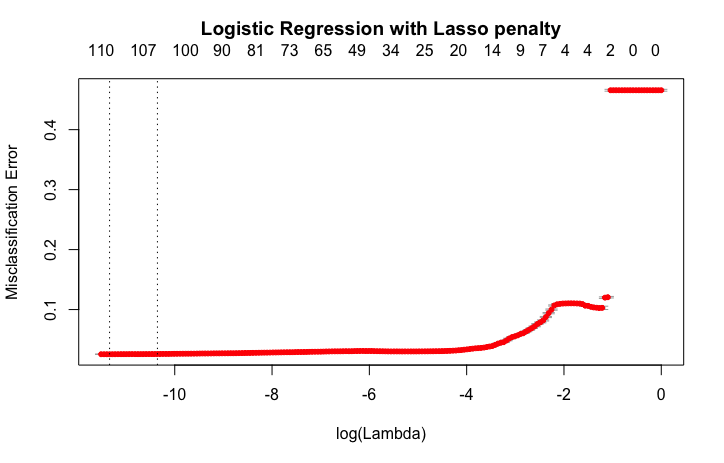 Logistic Regression with Lasso penalty
110 107 100 90 81 73 65 49 34 25 20 14 9 7 4 4 2 0 0
Misclassification Error
0.4
0.3
0.2
0.1
-10 -8 -6 -4 -2 0
log(Lambda)